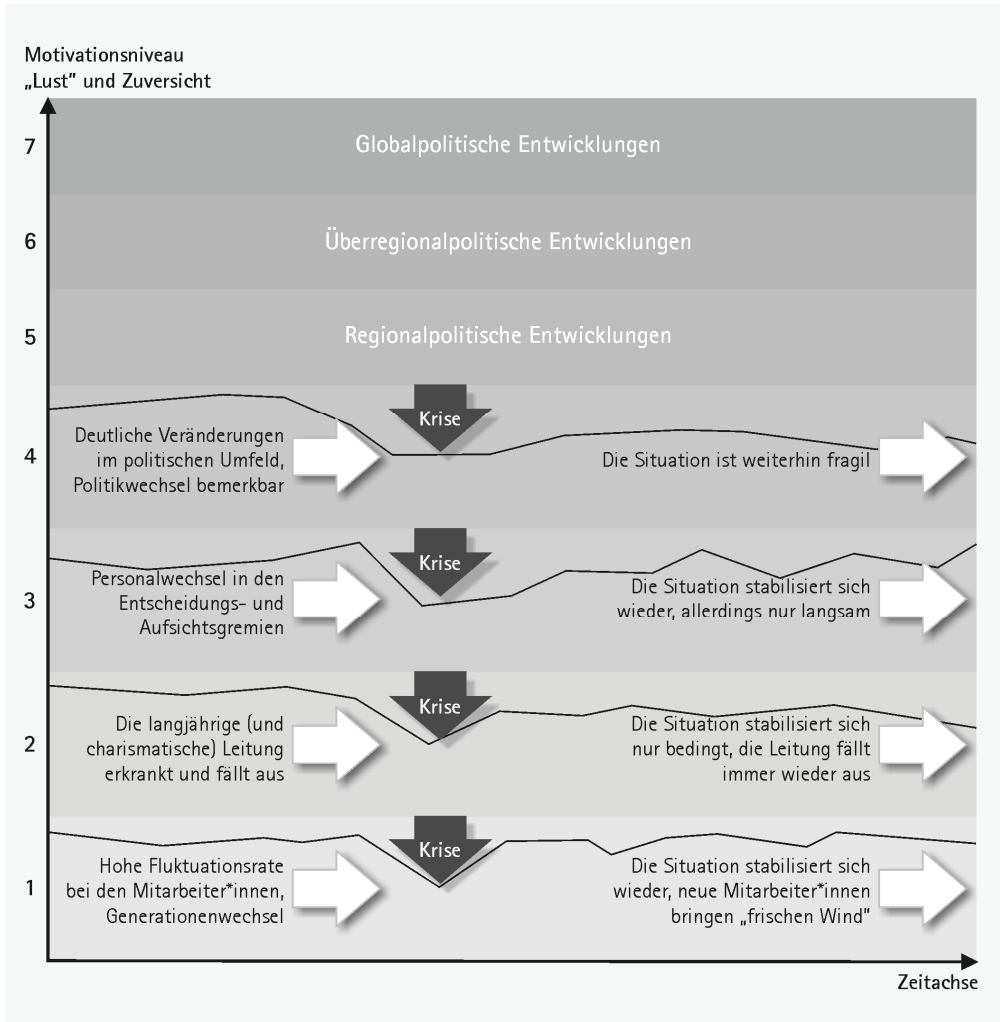 Motivationsniveau
„Lust“ und Zuversicht
7
Globalpolitische Entwicklungen
6
Überregionalpolitische Entwicklungen
5
Regionalpolitische Entwicklungen
4
Deutliche Veränderungen
im politischen Umfeld,
Politikwechsel bemerkbar
Krise
Die Situation ist weiterhin fragil
3
Personalwechsel in den
Entscheidungs- und
Aufsichtsgremien
Krise
Die Situation stabilisiert sich
wieder, allerdings nur langsam
2
Die langjährige (und
charismatische) Leitung
erkrankt und fällt aus
Krise
Die Situation stabilisiert sich
nur bedingt, die Leitung fällt
immer wieder aus
1
Hohe Fluktuationsrate
bei den Mitarbeiter*innen,
Generationenwechsel
Krise
Die Situation stabilisiert sich
wieder, neue Mitarbeiter*innen
bringen „frischen Wind“
Zeitachse